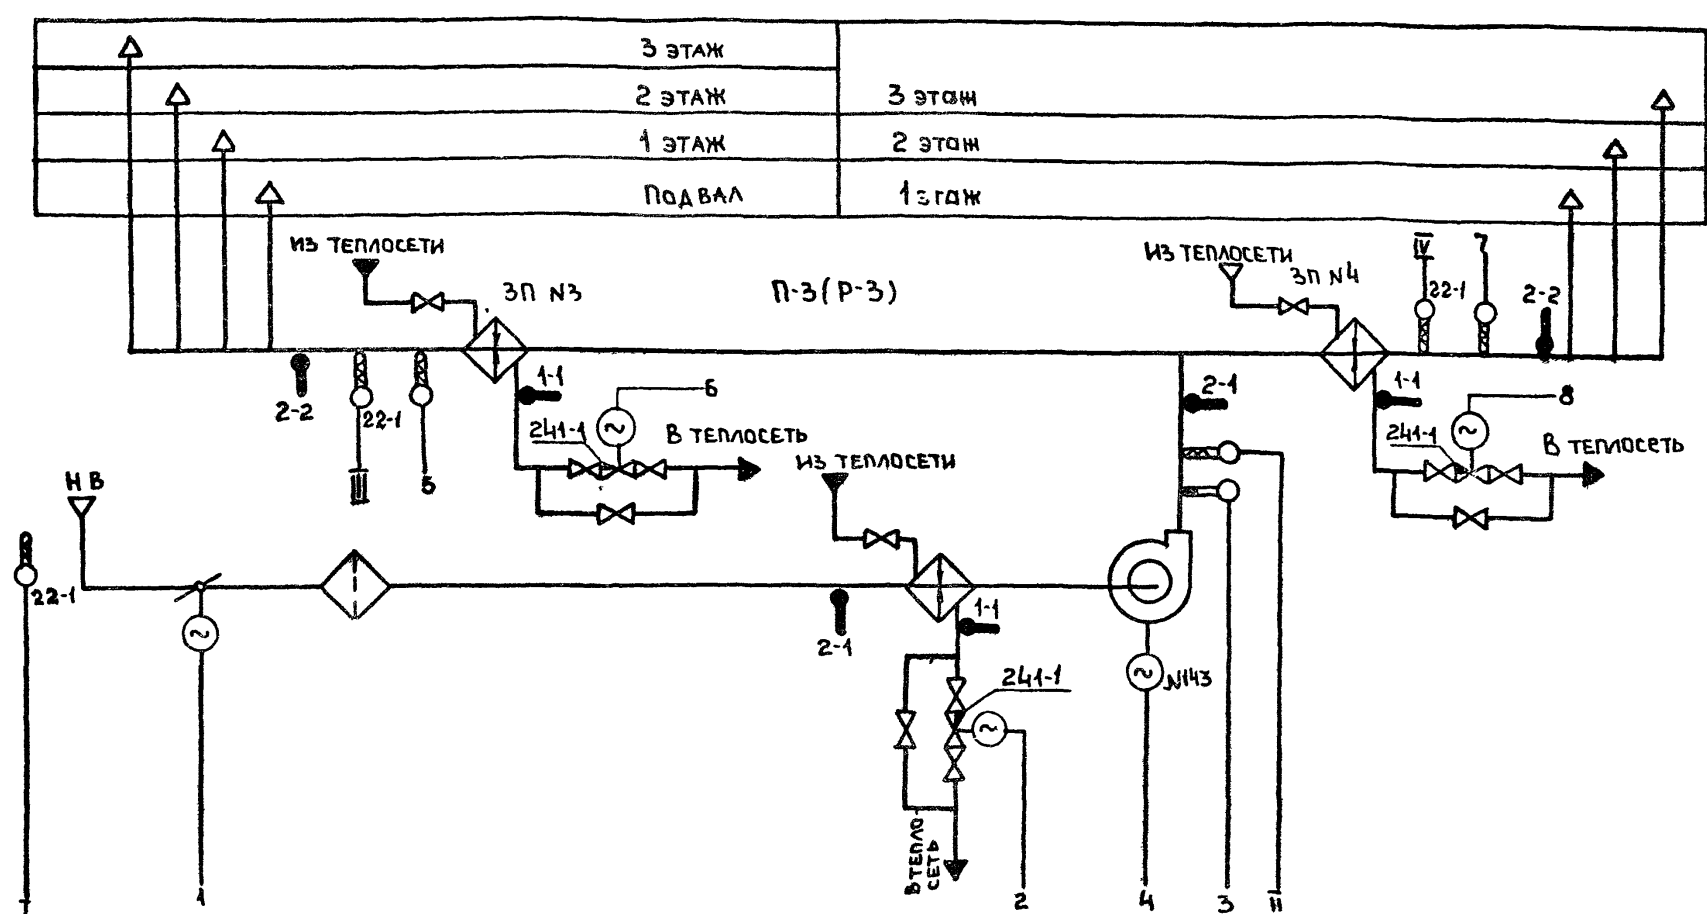 3 ЭТАЖ
2 ЭТАЖ
3 этаж
1 ЭТАЖ
2 этаж
ПОДВАЛ
1 этаж
ИЗ ТЕПЛОСЕТИ
ЗП N3
П-3(Р-3)
ИЗ ТЕПЛОСЕТИ
ЗП N4
IV
7
22-1
2-2
2-2
22-1
III
5
1-1
6
241-1
В ТЕПЛОСЕТЬ
2-1
1-1
8
241-1
В ТЕПЛОСЕТЬ
НВ
ИЗ ТЕПЛОСЕТИ
22-1
2-1
1-1
241-1
N143
В ТЕПЛО-
СЕТЬ
1
2
4
3
II